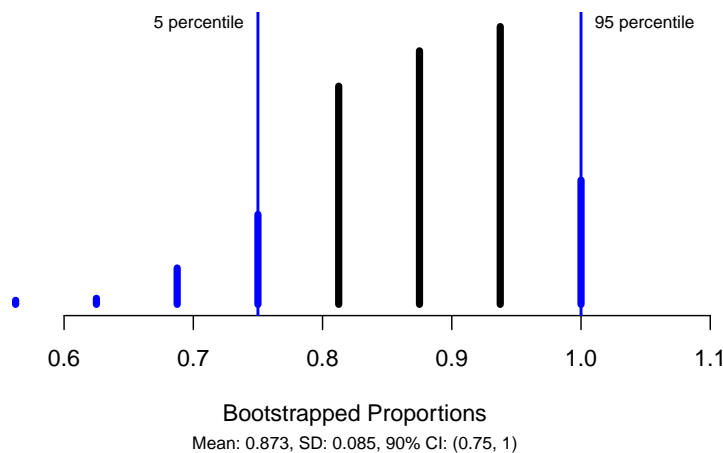 5 percentile
95 percentile
0.6 0.7 0.8 0.9 1.0 1.1
Bootstrapped Proportions
Mean: 0.873, SD: 0.085, 90% CI: (0.75, 1)